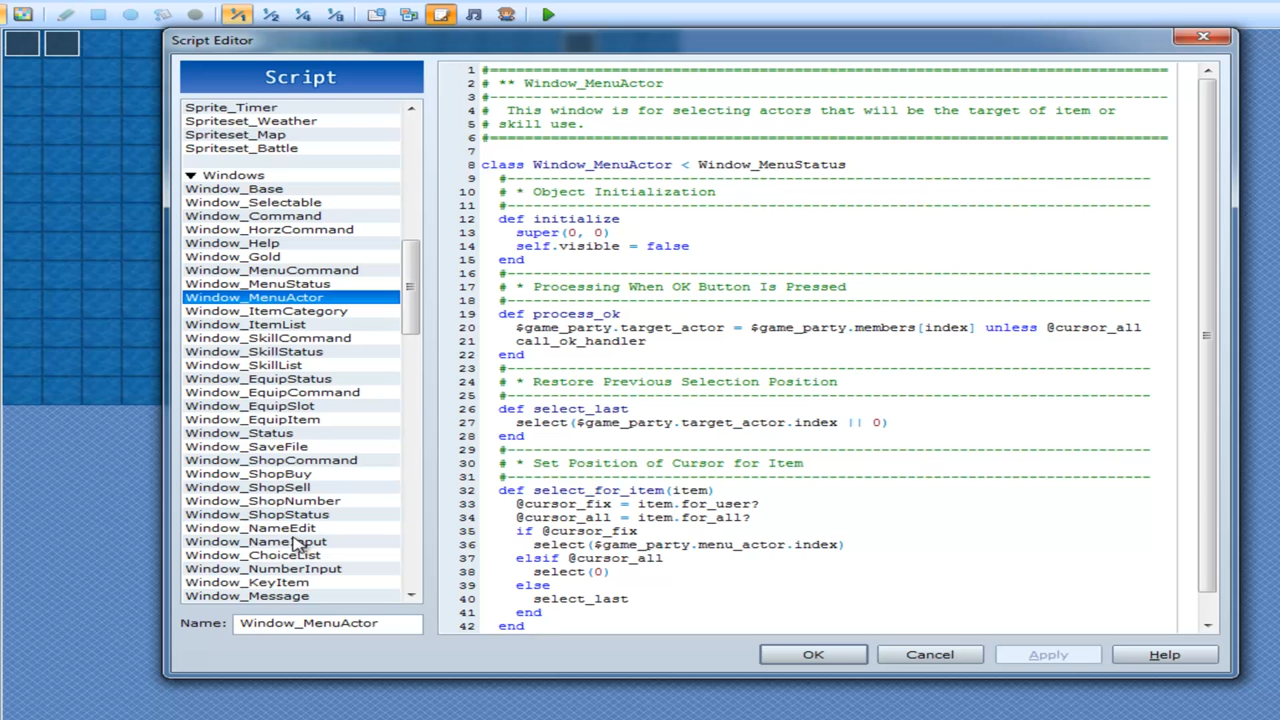 Script Editor
Script
Sprite_Timer
Spriteset_Weather
Spriteset_Map
Spriteset_Battle
▼ Windows
Window_Base
Window_Selectable
Window_Command
Window_HorzCommand
Window_Help
Window_Gold
Window_MenuCommand
Window_MenuStatus
Window_MenuActor
Window_ItemCategory
Window_ItemList
Window_SkillCommand
Window_SkillStatus
Window_SkillList
Window_EquipStatus
Window_EquipCommand
Window_EquipSlot
Window_EquipItem
Window_Status
Window_SaveFile
Window_ShopCommand
Window_ShopBuy
Window_ShopSell
Window_ShopNumber
Window_ShopStatus
Window_NameEdit
Window_NameInput
Window_ChoiceList
Window_NumberInput
Window_KeyItem
Window_Message
Name: Window_MenuActor
1 #==============================================================================
2 # ** Window_MenuActor
3 #------------------------------------------------------------------------------
4 #  This window is for selecting actors that will be the target of item or
5 # skill use.
6 #==============================================================================
7
8 class Window_MenuActor < Window_MenuStatus
9   #--------------------------------------------------------------------------
10   # * Object Initialization
11   #--------------------------------------------------------------------------
12   def initialize
13     super(0, 0)
14     self.visible = false
15   end
16   #--------------------------------------------------------------------------
17   # * Processing When OK Button Is Pressed
18   #--------------------------------------------------------------------------
19   def process_ok
20     $game_party.target_actor = $game_party.members[index] unless @cursor_all
21     call_ok_handler
22   end
23   #--------------------------------------------------------------------------
24   # * Restore Previous Selection Position
25   #--------------------------------------------------------------------------
26   def select_last
27     select($game_party.target_actor.index || 0)
28   end
29   #--------------------------------------------------------------------------
30   # * Set Position of Cursor for Item
31   #--------------------------------------------------------------------------
32   def select_for_item(item)
33     @cursor_fix = item.for_user?
34     @cursor_all = item.for_all?
35     if @cursor_fix
36       select($game_party.menu_actor.index)
37     elsif @cursor_all
38       select(0)
39     else
40       select_last
41     end
42   end
OK Cancel Apply Help
1/1 1/2 1/4 1/8